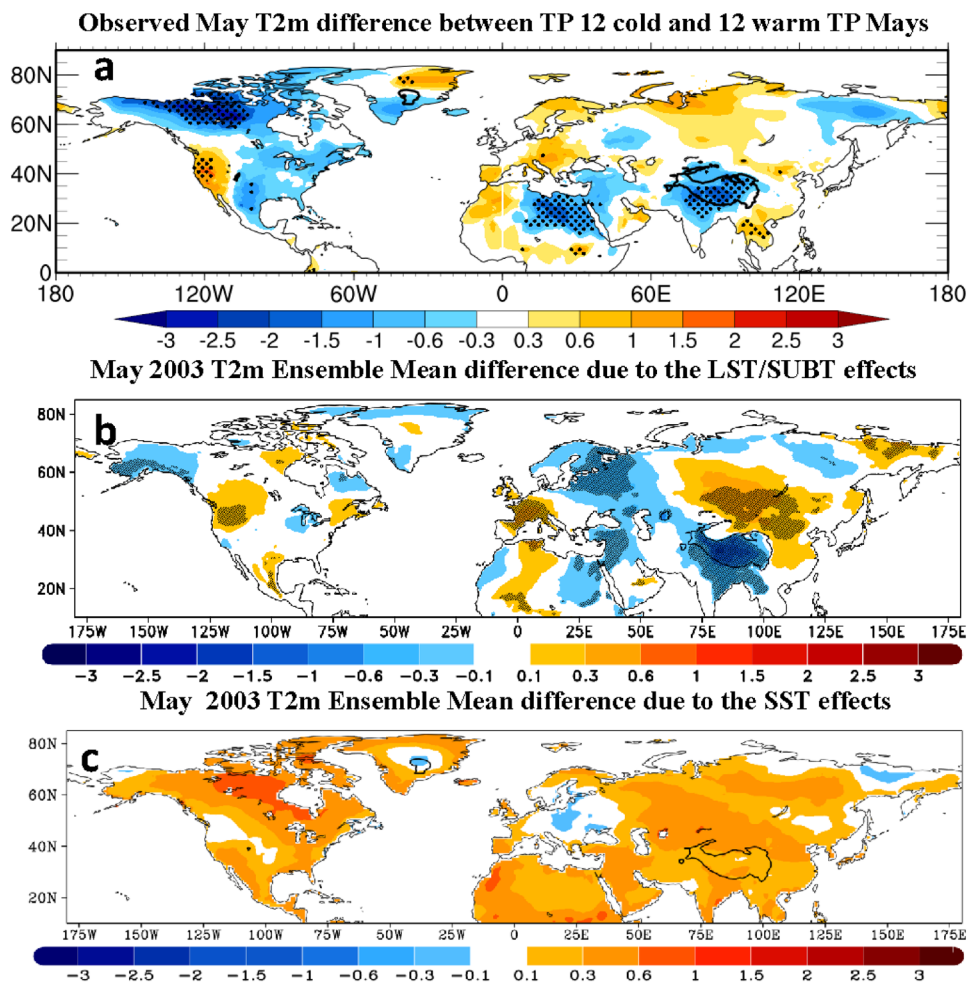 Observed May T2m difference between TP 12 cold and 12 warm TP Mays
a
80N
60N
40N
20N
0
180 120W 60W 0 60E 120E 180
-3 -2.5 -2 -1.5 -1 -0.6 -0.3 0.3 0.6 1 1.5 2 2.5 3
May 2003 T2m Ensemble Mean difference due to the LST/SUBT effects
b
80N
60N
40N
20N
175W 150W 125W 100W 75W 50W 25W 0 25E 50E 75E 100E 125E 150E 175E
-3 -2.5 -2 -1.5 -1 -0.6 -0.3 -0.1 0.1 0.3 0.6 1 1.5 2 2.5 3
May 2003 T2m Ensemble Mean difference due to the SST effects
c
80N
60N
40N
20N
175W 150W 125W 100W 75W 50W 25W 0 25E 50E 75E 100E 125E 150E 175E
-3 -2.5 -2 -1.5 -1 -0.6 -0.3 -0.1 0.1 0.3 0.6 1 1.5 2 2.5 3